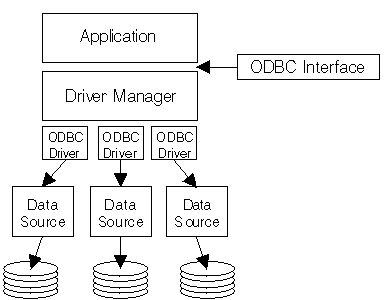 Application
ODBC Interface
Driver Manager
ODBC
Driver
ODBC
Driver
ODBC
Driver
Data
Source
Data
Source
Data
Source